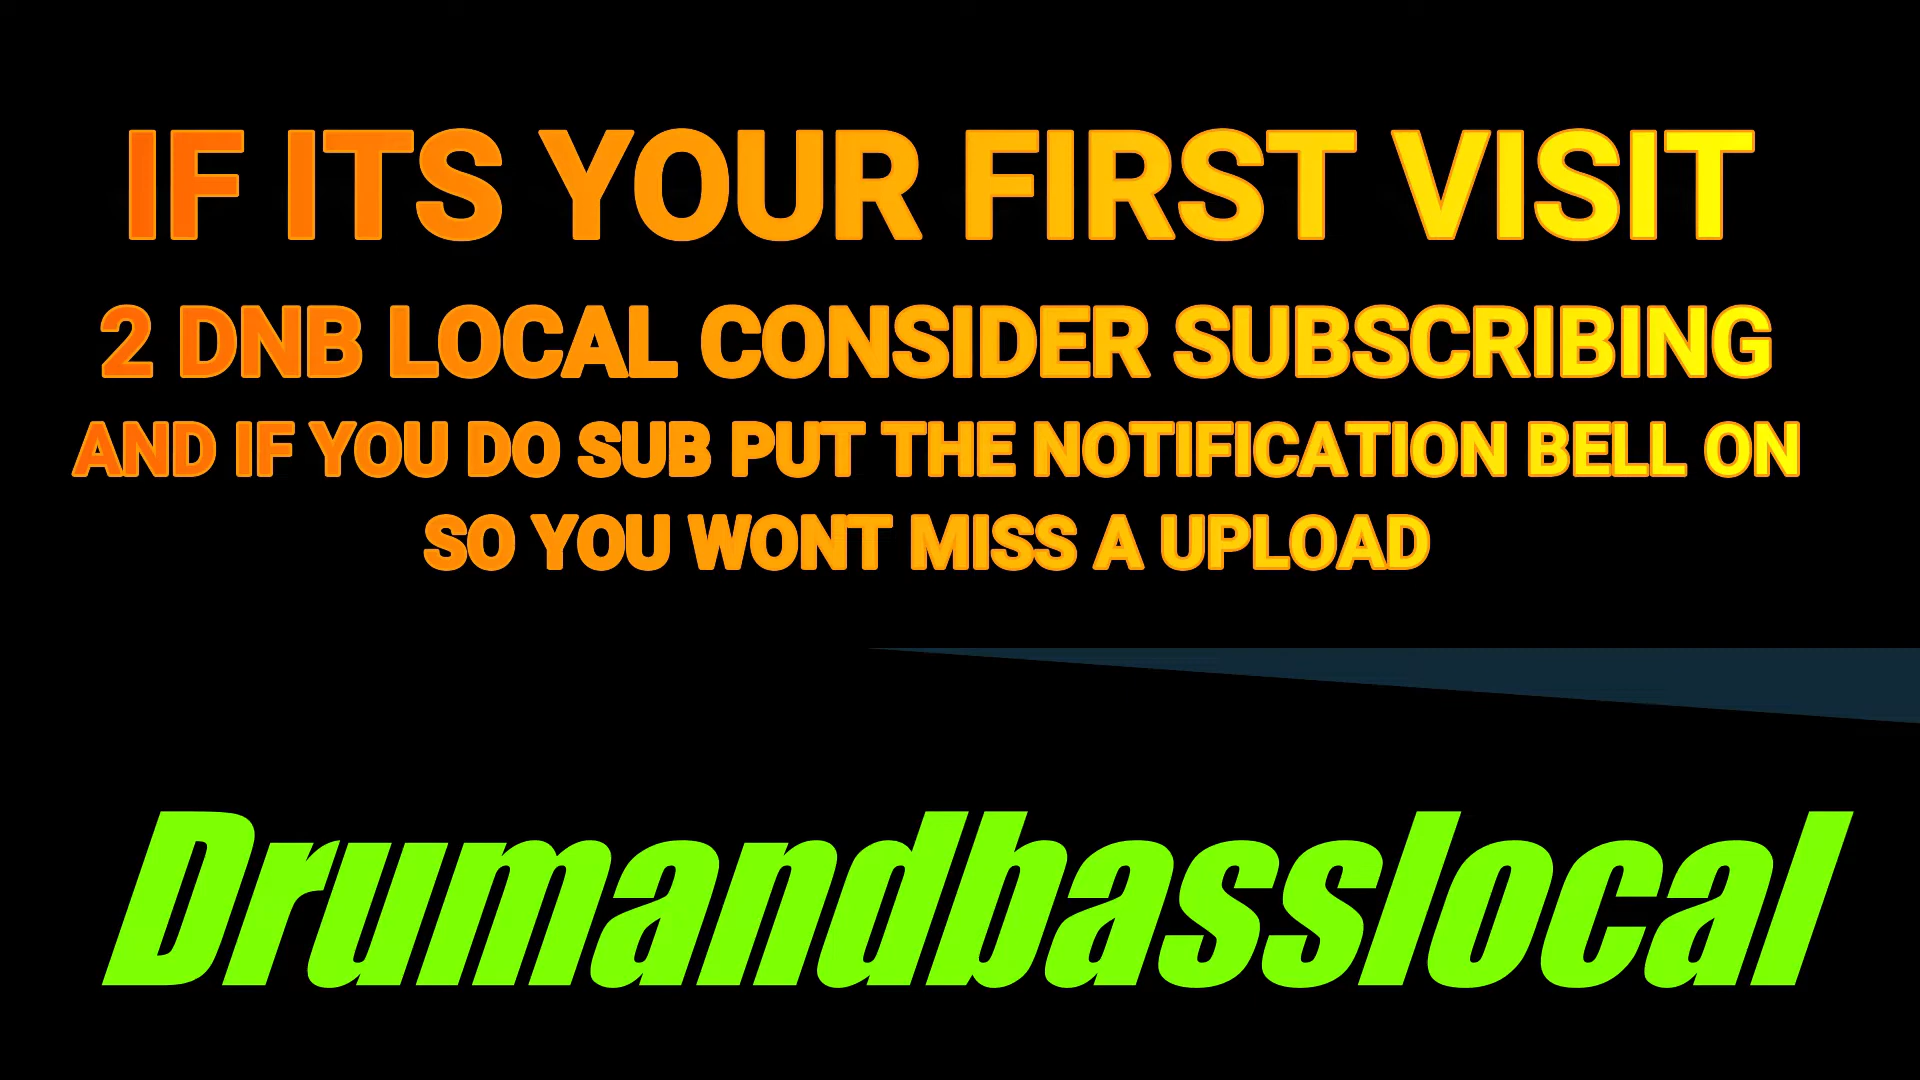 IF ITS YOUR FIRST VISIT
2 DNB LOCAL CONSIDER SUBSCRIBING
AND IF YOU DO SUB PUT THE NOTIFICATION BELL ON
SO YOU WONT MISS A UPLOAD
Drumandbasslocal